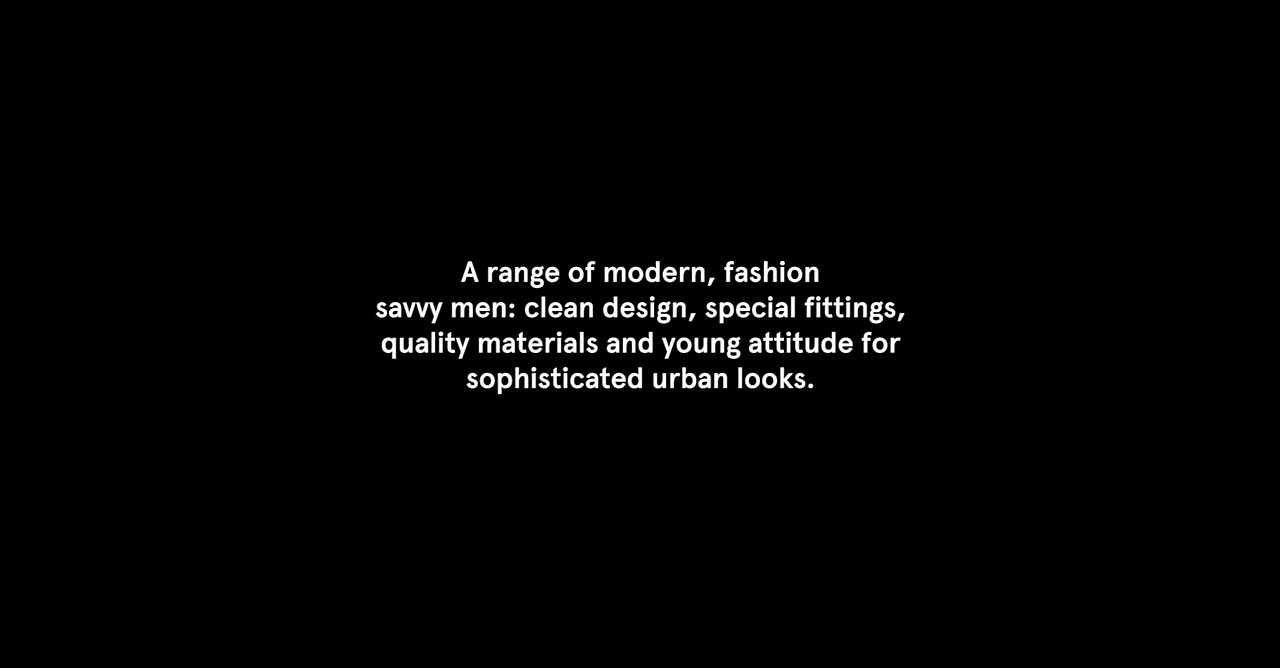 A range of modern, fashion
savvy men: clean design, special fittings,
quality materials and young attitude for
sophisticated urban looks.